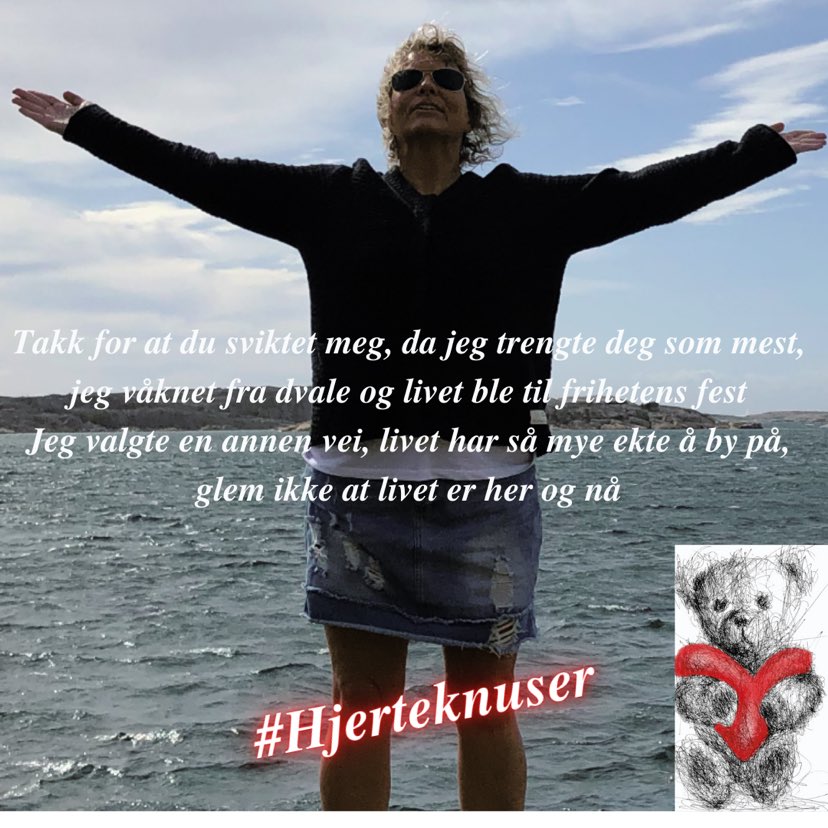 Takk for at du sviktet meg, da jeg trengte deg som mest,
jeg våknet fra dvale og livet ble til frihetens fest
Jeg valgte en annen vei, livet har så mye ekte å by på,
glem ikke at livet er her og nå
#Hjerteknuser